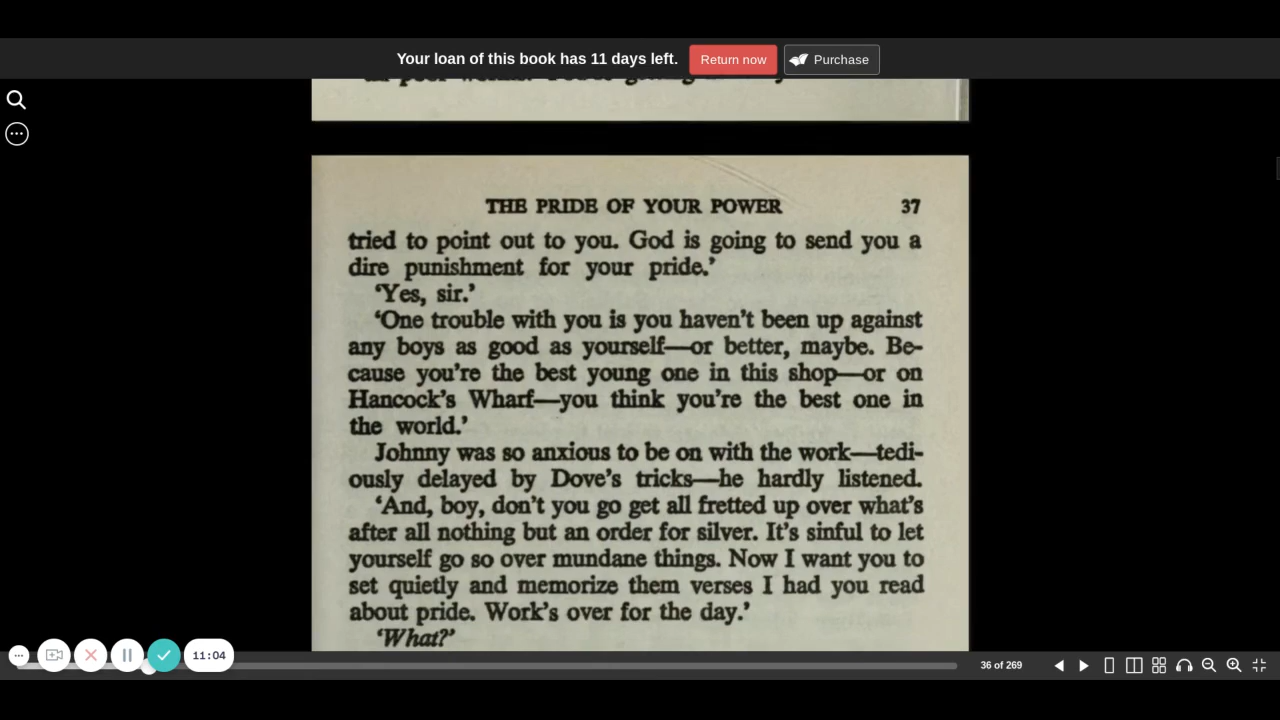 Your loan of this book has 11 days left.
Return now
Purchase
THE PRIDE OF YOUR POWER 37
tried to point out to you. God is going to send you a
dire punishment for your pride.’
‘Yes, sir.’
‘One trouble with you is you haven’t been up against
any boys as good as yourself—or better, maybe. Be-
cause you’re the best young one in this shop—or on
Hancock’s Wharf—you think you’re the best one in
the world.’
Johnny was so anxious to be on with the work—tedi-
ously delayed by Dove’s tricks—he hardly listened.
‘And, boy, don’t you go get all fretted up over what’s
after all nothing but an order for silver. It’s sinful to let
yourself go so over mundane things. Now I want you to
set quietly and memorize them verses I had you read
about pride. Work’s over for the day.’
‘What?’
11:04
36 of 269